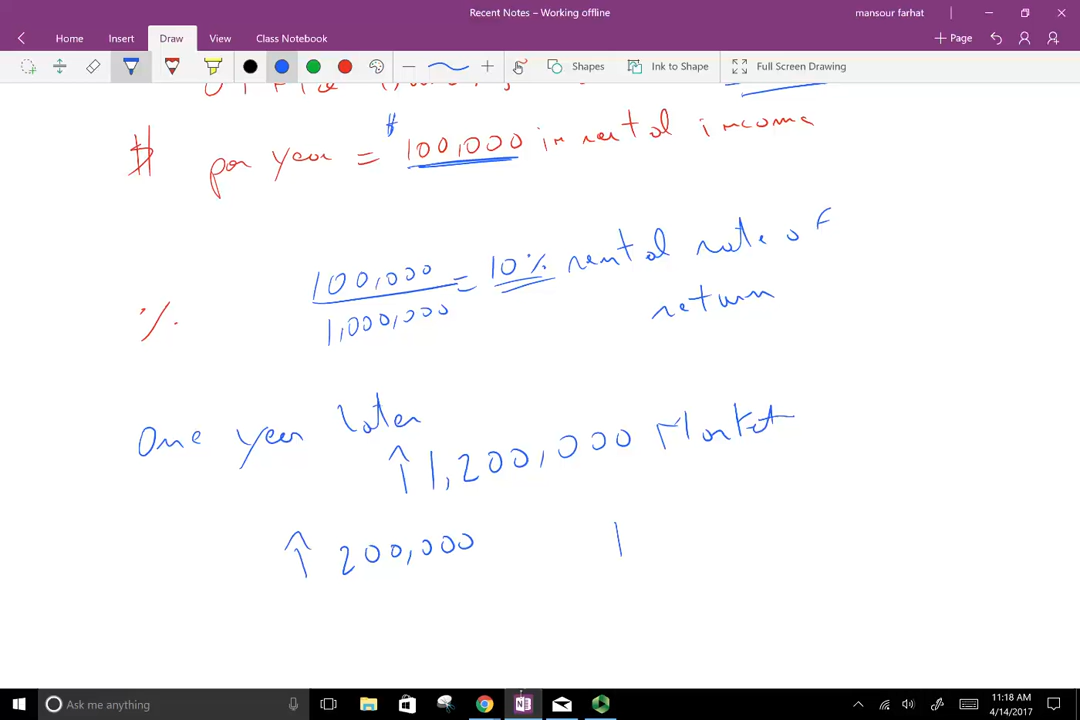 Recent Notes – Working offline
mansour farhat
Home Insert Draw View Class Notebook
Page
Shapes Ink to Shape Full Screen Drawing
$ per year = $100,000 in rental income
100,000
1,000,000
= 10% rental rate of
return
%
One year later
↑ 1,200,000 Market
↑ 200,000
Ask me anything
11:18 AM
4/14/2017